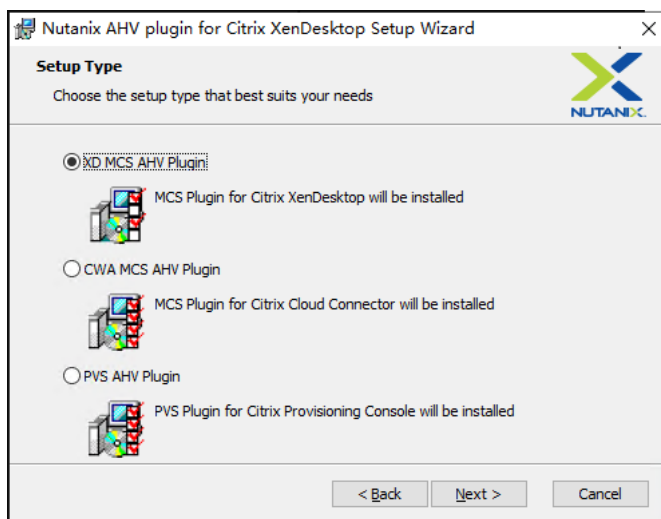 Nutanix AHV plugin for Citrix XenDesktop Setup Wizard
Setup Type
Choose the setup type that best suits your needs
NUTANIX.
XD MCS AHV Plugin
MCS Plugin for Citrix XenDesktop will be installed
CWA MCS AHV Plugin
MCS Plugin for Citrix Cloud Connector will be installed
PVS AHV Plugin
PVS Plugin for Citrix Provisioning Console will be installed
< Back Next > Cancel